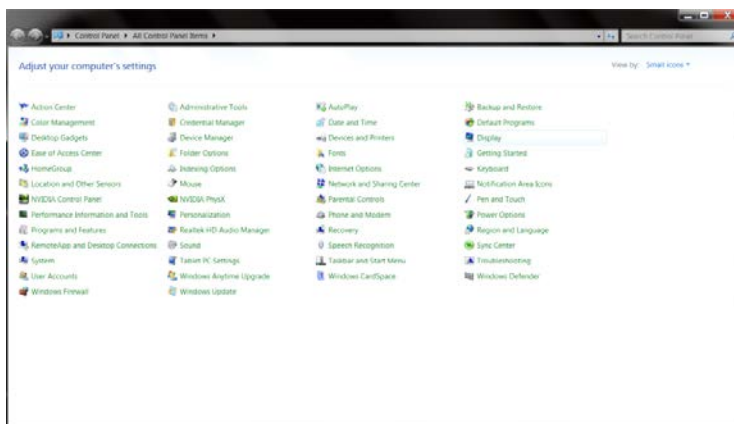 Control Panel ▸ All Control Panel Items ▸ Search Control Panel
Adjust your computer's settings View by: Small icons
Action Center Administrative Tools AutoPlay Backup and Restore
Color Management Credential Manager Date and Time Default Programs
Desktop Gadgets Device Manager Devices and Printers Display
Ease of Access Center Folder Options Fonts Getting Started
HomeGroup Indexing Options Internet Options Keyboard
Location and Other Sensors Mouse Network and Sharing Center Notification Area Icons
NVIDIA Control Panel NVIDIA PhysX Parental Controls Pen and Touch
Performance Information and Tools Personalization Phone and Modem Power Options
Programs and Features Realtek HD Audio Manager Recovery Region and Language
RemoteApp and Desktop Connections Sound Speech Recognition Sync Center
System Tablet PC Settings Taskbar and Start Menu Troubleshooting
User Accounts Windows Anytime Upgrade Windows CardSpace Windows Defender
Windows Firewall Windows Update